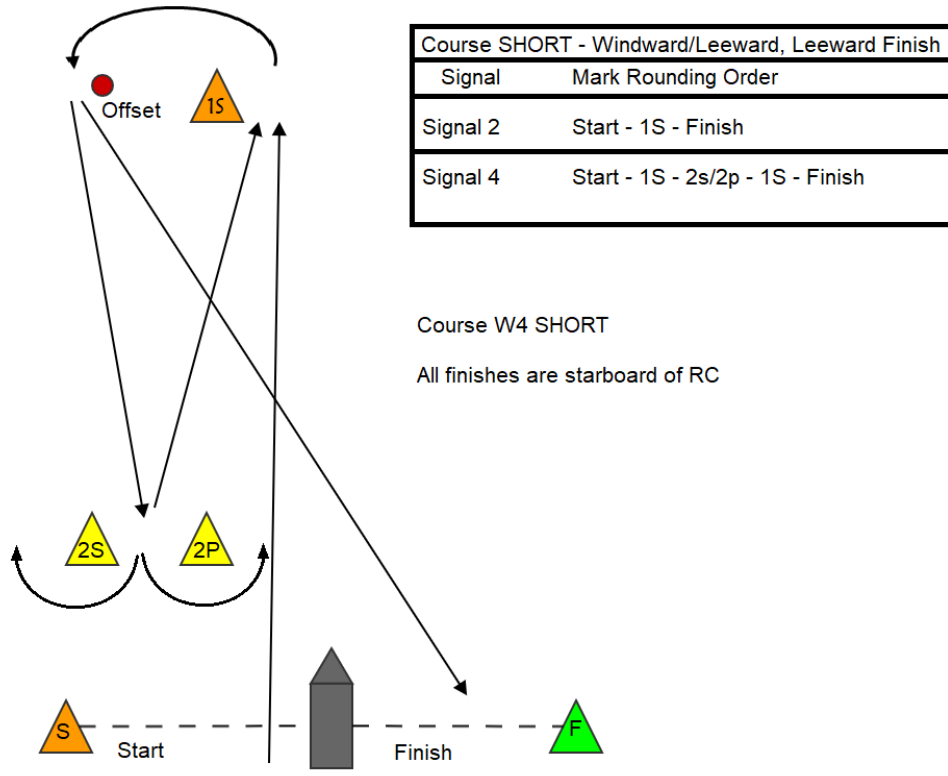 Course SHORT - Windward/Leeward, Leeward Finish
Signal Mark Rounding Order
Signal 2 Start - 1S - Finish
Signal 4 Start - 1S - 2s/2p - 1S - Finish
Offset
1S
Course W4 SHORT
All finishes are starboard of RC
2S 2P
S
F
Start
Finish